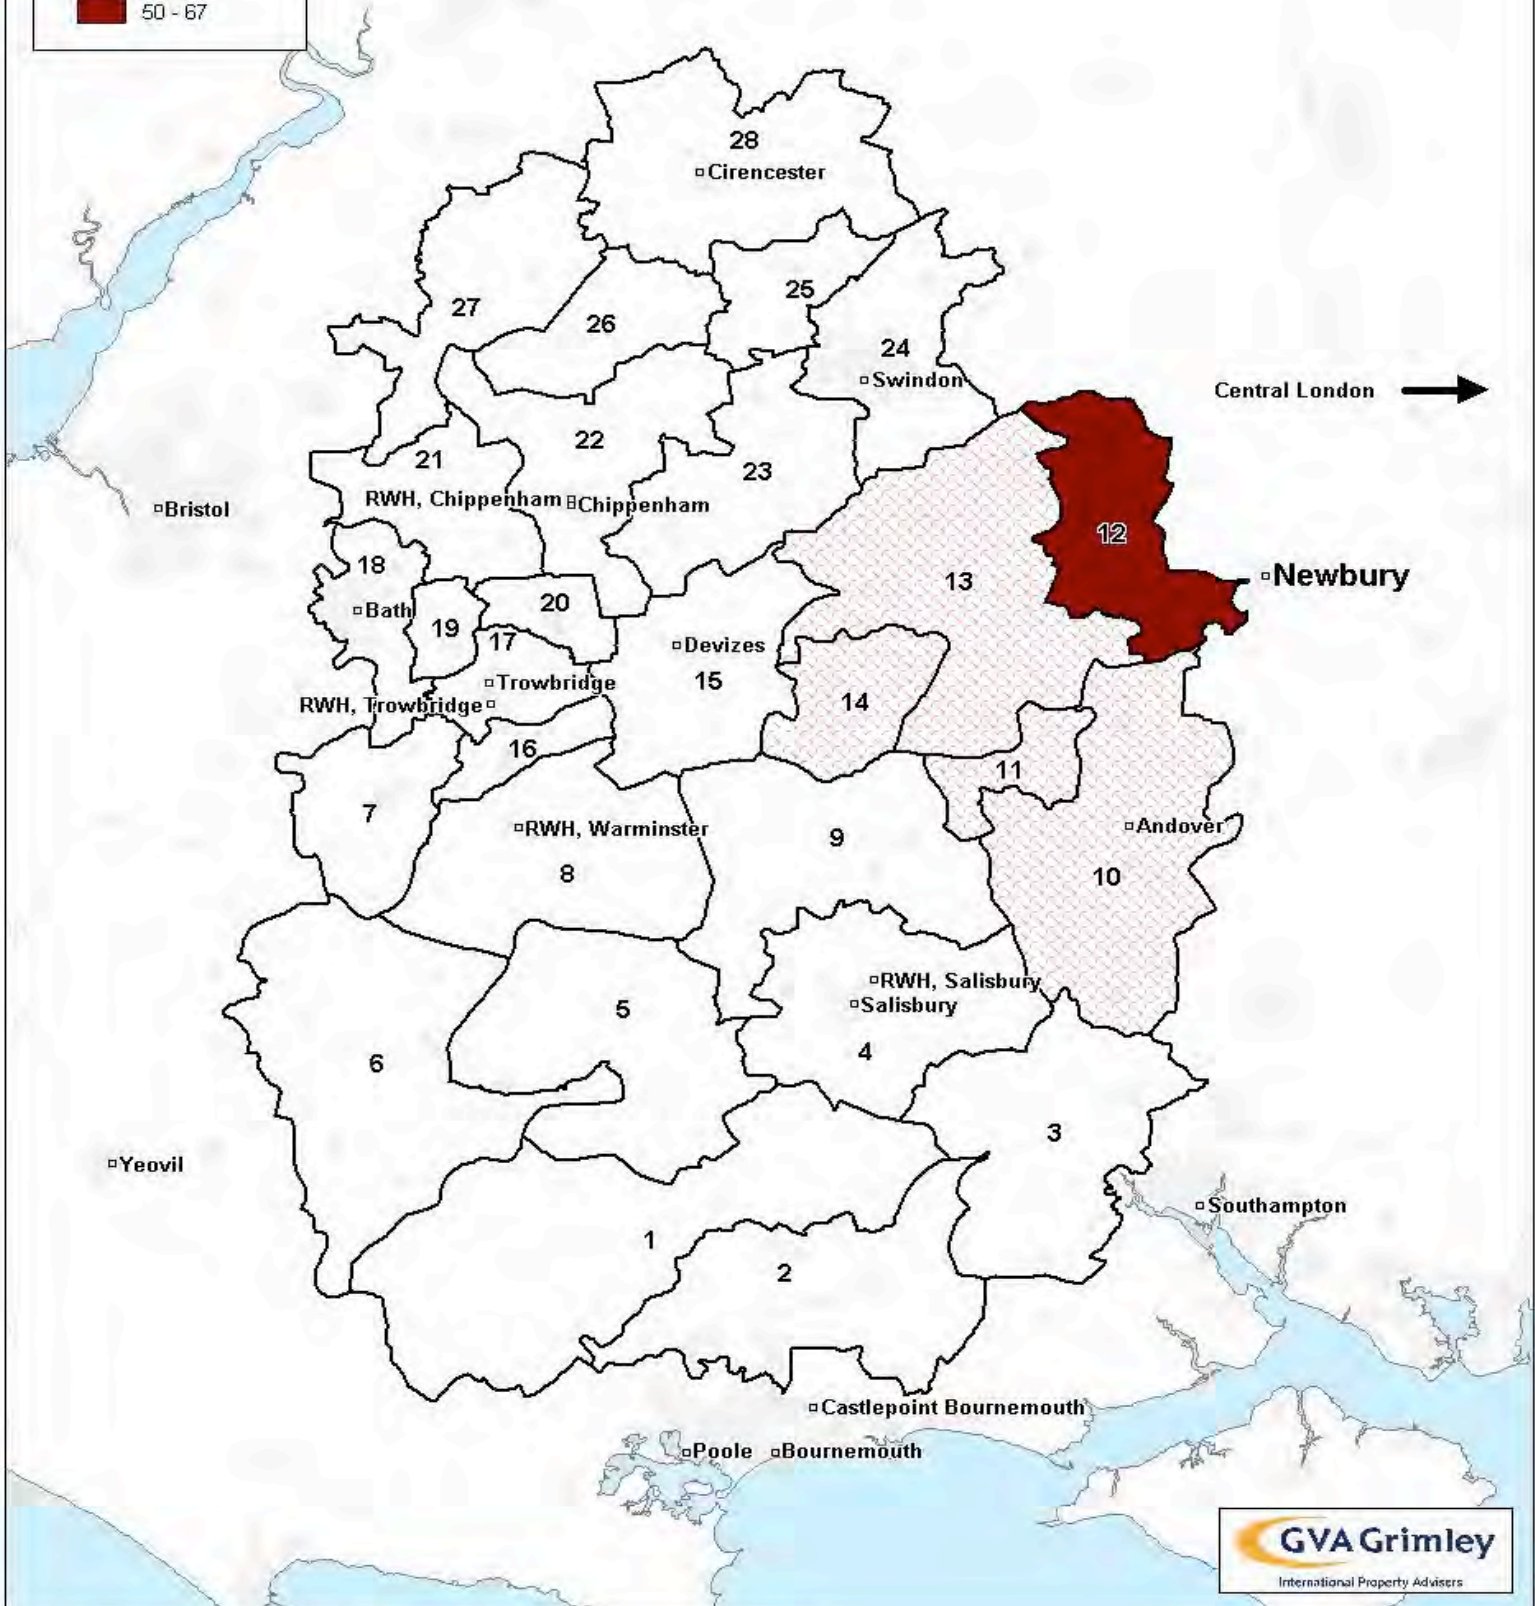 50 - 67
28
Cirencester
25
27
26
24
Swindon
Central London
22
21
23
RWH, Chippenham
Chippenham
Bristol
12
18
Newbury
13
Bath
20
19
17
Devizes
Trowbridge
15
RWH, Trowbridge
14
16
11
7
RWH, Warminster
9
Andover
8
10
RWH, Salisbury
Salisbury
5
4
6
3
Yeovil
Southampton
1
2
Castlepoint Bournemouth
Poole
Bournemouth
GVA Grimley
International Property Advisers